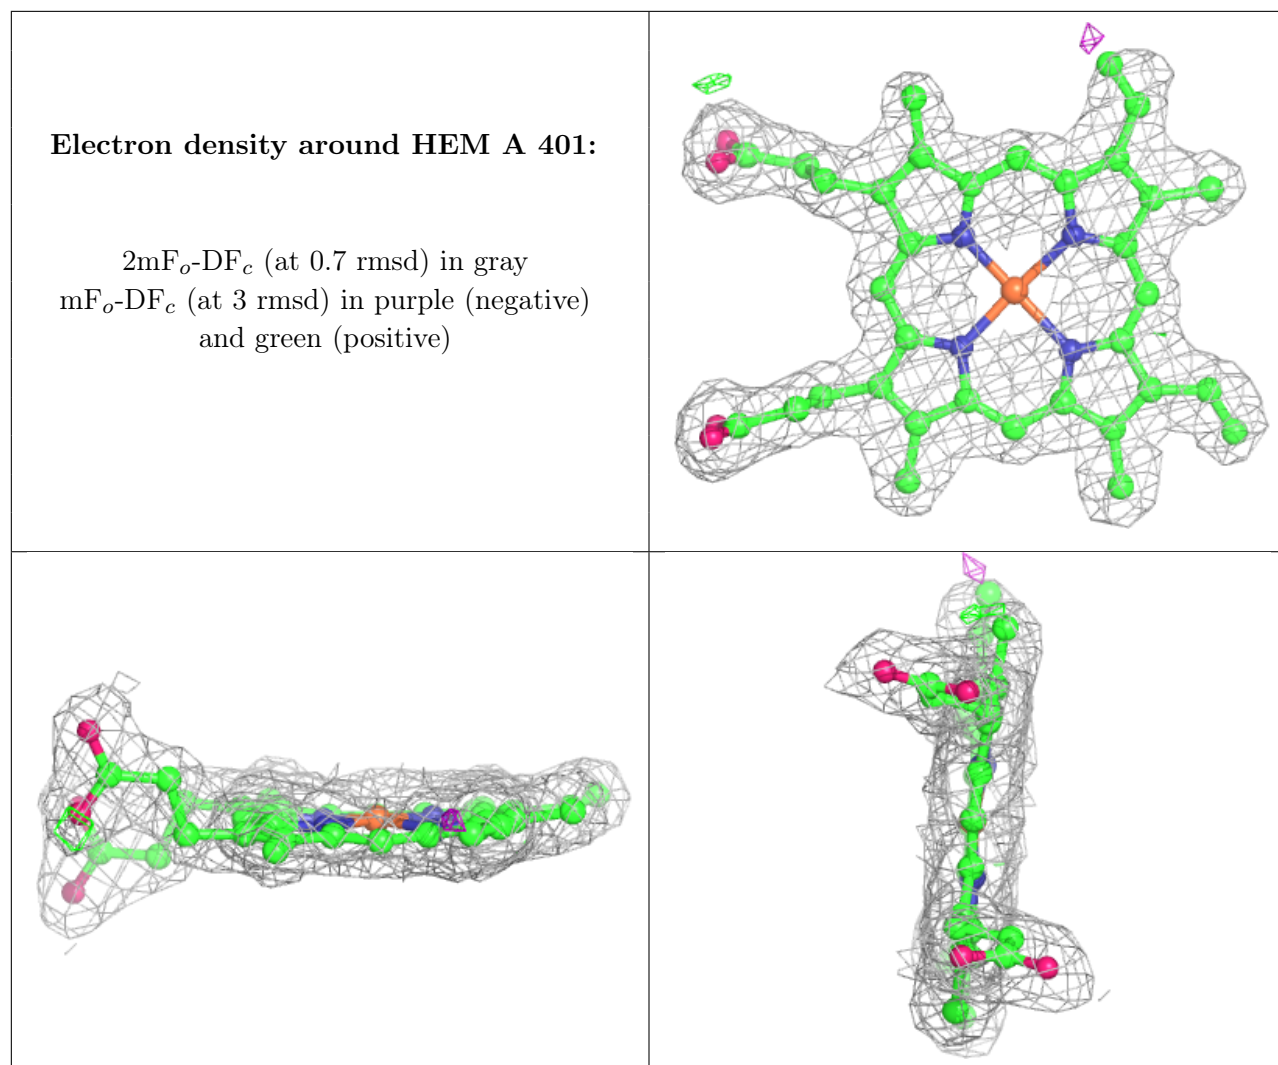 Electron density around HEM A 401:
2mFₒ-DF𝒸 (at 0.7 rmsd) in gray
mFₒ-DF𝒸 (at 3 rmsd) in purple (negative)
and green (positive)